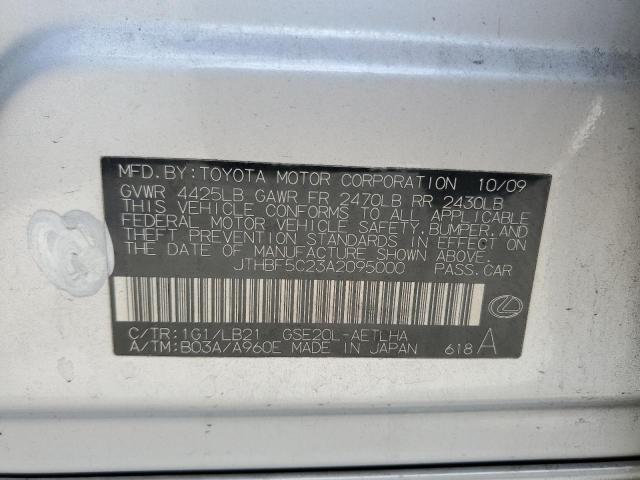 MFD. BY: TOYOTA MOTOR CORPORATION 10/09
GVWR 4425LB GAWR FR 2470LB RR 2430LB
THIS VEHICLE CONFORMS TO ALL APPLICABLE
FEDERAL MOTOR VEHICLE SAFETY, BUMPER, AND
THEFT PREVENTION STANDARDS IN EFFECT ON
THE DATE OF MANUFACTURE SHOWN ABOVE.
JTHBF5C23A2095000 PASS.CAR
C/TR: 1G1/LB21 GSE20L-AETLHA
A/TM: B03A/A960E MADE IN JAPAN 618 A